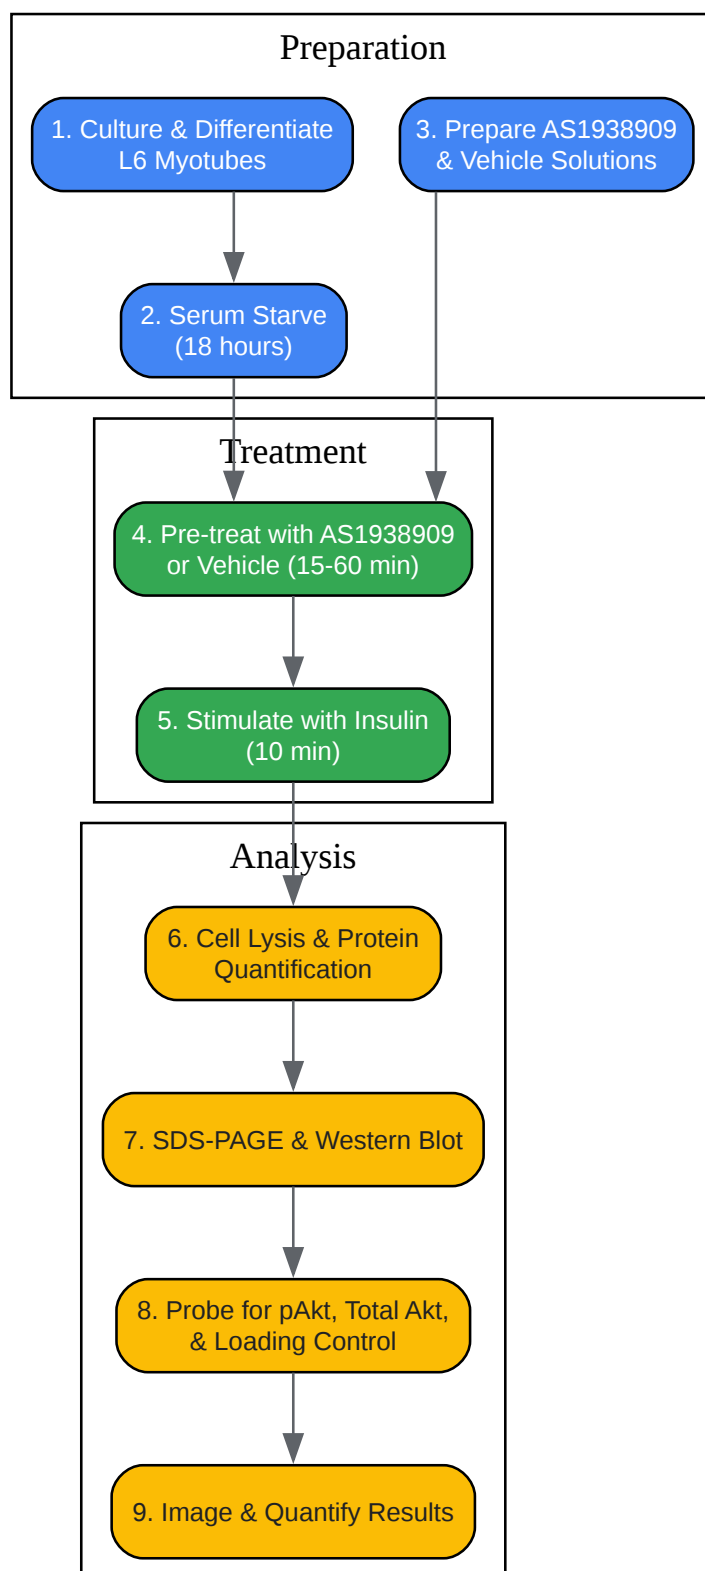 Preparation
1. Culture & Differentiate
L6 Myotubes
3. Prepare AS1938909
& Vehicle Solutions
2. Serum Starve
(18 hours)
Treatment
4. Pre-treat with AS1938909
or Vehicle (15-60 min)
5. Stimulate with Insulin
(10 min)
Analysis
6. Cell Lysis & Protein
Quantification
7. SDS-PAGE & Western Blot
8. Probe for pAkt, Total Akt,
& Loading Control
9. Image & Quantify Results